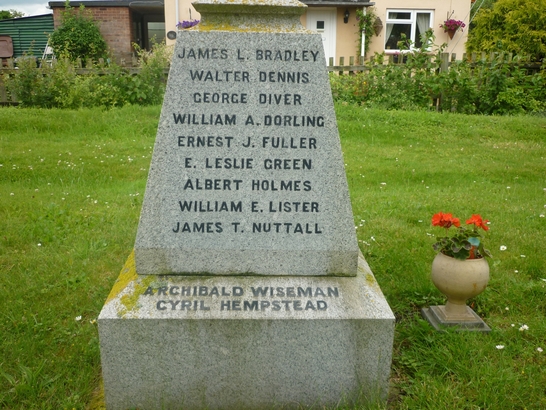 JAMES L. BRADLEY
WALTER DENNIS
GEORGE DIVER
WILLIAM A. DORLING
ERNEST J. FULLER
E. LESLIE GREEN
ALBERT HOLMES
WILLIAM E. LISTER
JAMES T. NUTTALL
ARCHIBALD WISEMAN
CYRIL HEMPSTEAD